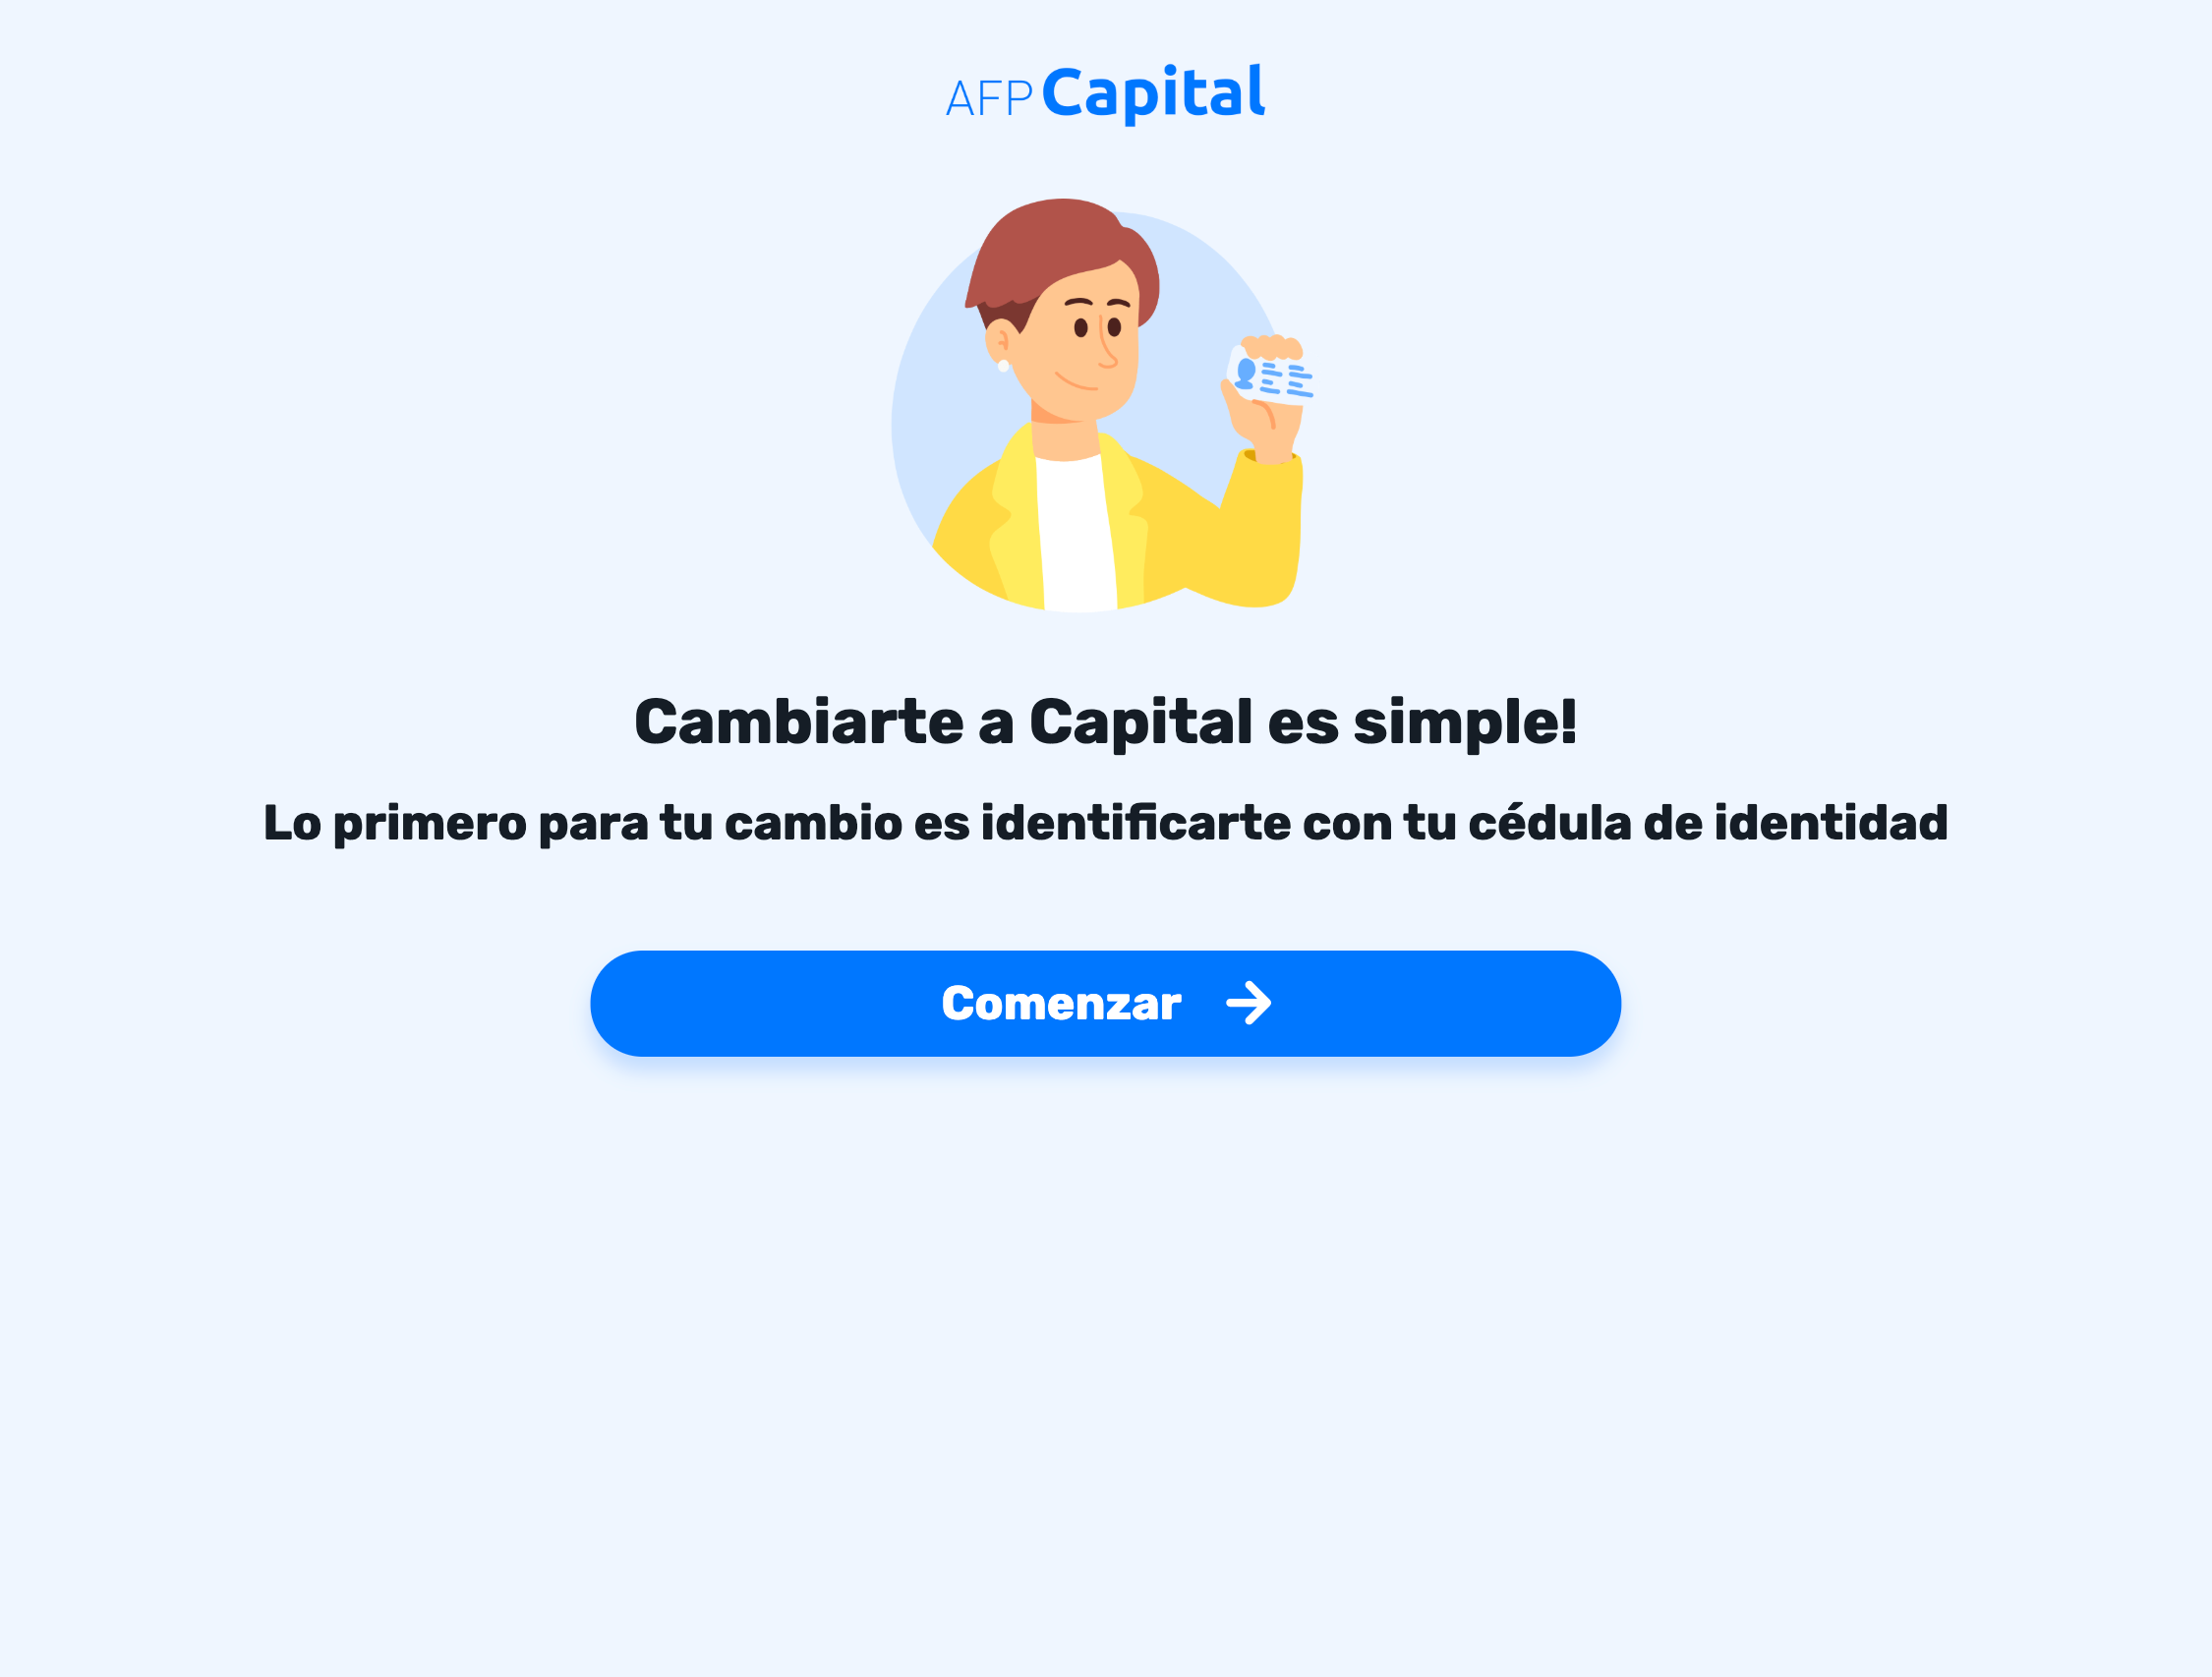 AFP Capital
Cambiarte a Capital es simple!
Lo primero para tu cambio es identificarte con tu cédula de identidad
Comenzar